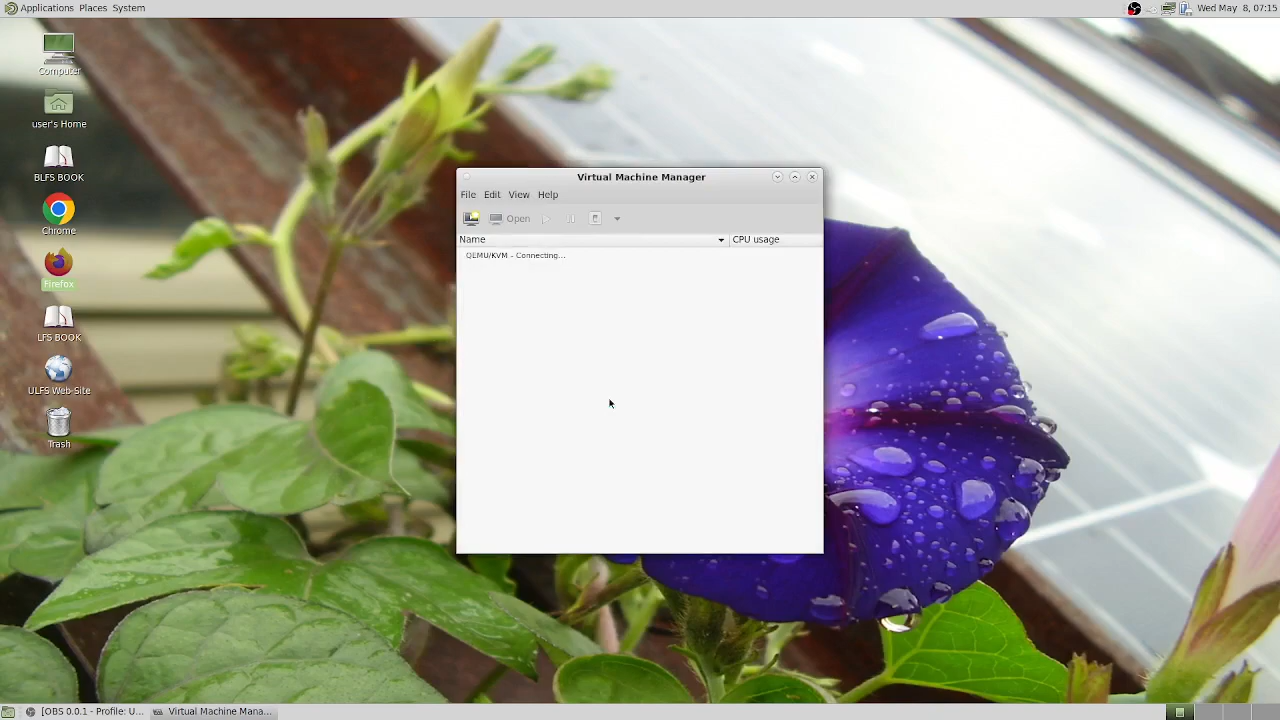 Applications Places System
Wed May 8, 07:15
Computer
user's Home
BLFS BOOK
Chrome
Firefox
LFS BOOK
ULFS Web-Site
Trash
Virtual Machine Manager
File Edit View Help
Open
Name CPU usage
QEMU/KVM - Connecting...
[OBS 0.0.1 - Profile: U... Virtual Machine Mana...